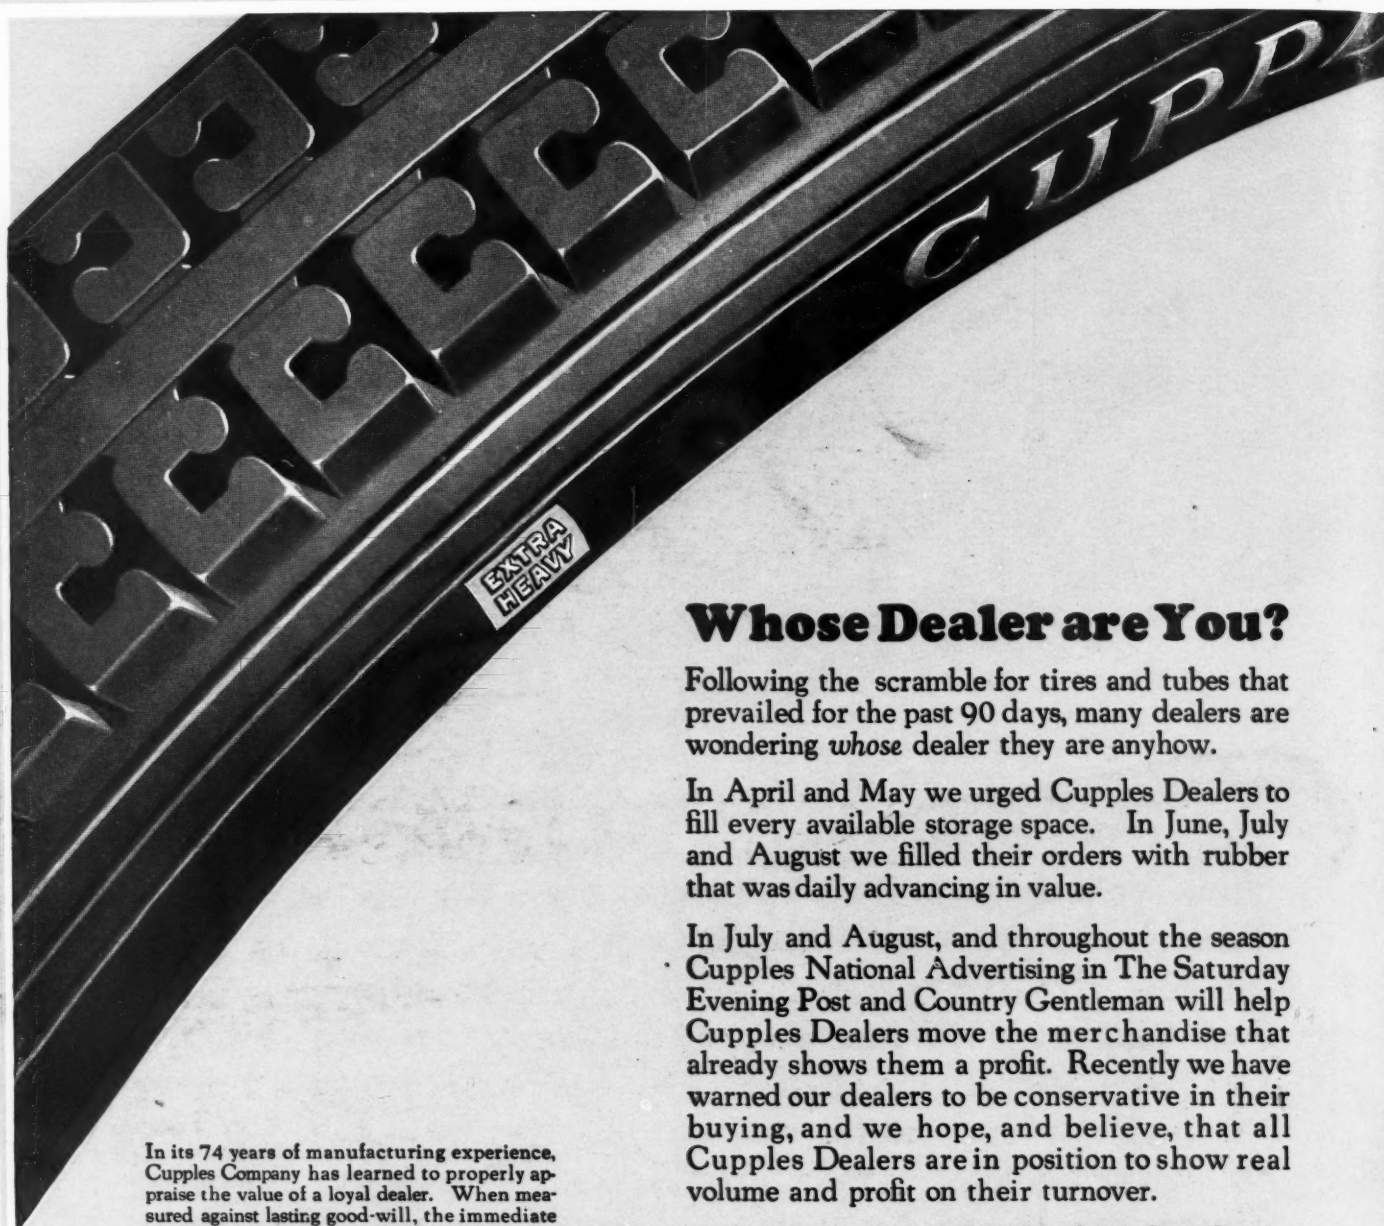 CUPP
EXTRA
HEAVY
Whose Dealer are You?
Following the scramble for tires and tubes that
prevailed for the past 90 days, many dealers are
wondering whose dealer they are anyhow.
In April and May we urged Cupples Dealers to
fill every available storage space. In June, July
and August we filled their orders with rubber
that was daily advancing in value.
In July and August, and throughout the season
Cupples National Advertising in The Saturday
Evening Post and Country Gentleman will help
Cupples Dealers move the merchandise that
already shows them a profit. Recently we have
warned our dealers to be conservative in their
buying, and we hope, and believe, that all
Cupples Dealers are in position to show real
volume and profit on their turnover.
In its 74 years of manufacturing experience,
Cupples Company has learned to properly ap-
praise the value of a loyal dealer. When mea-
sured against lasting good-will, the immediate